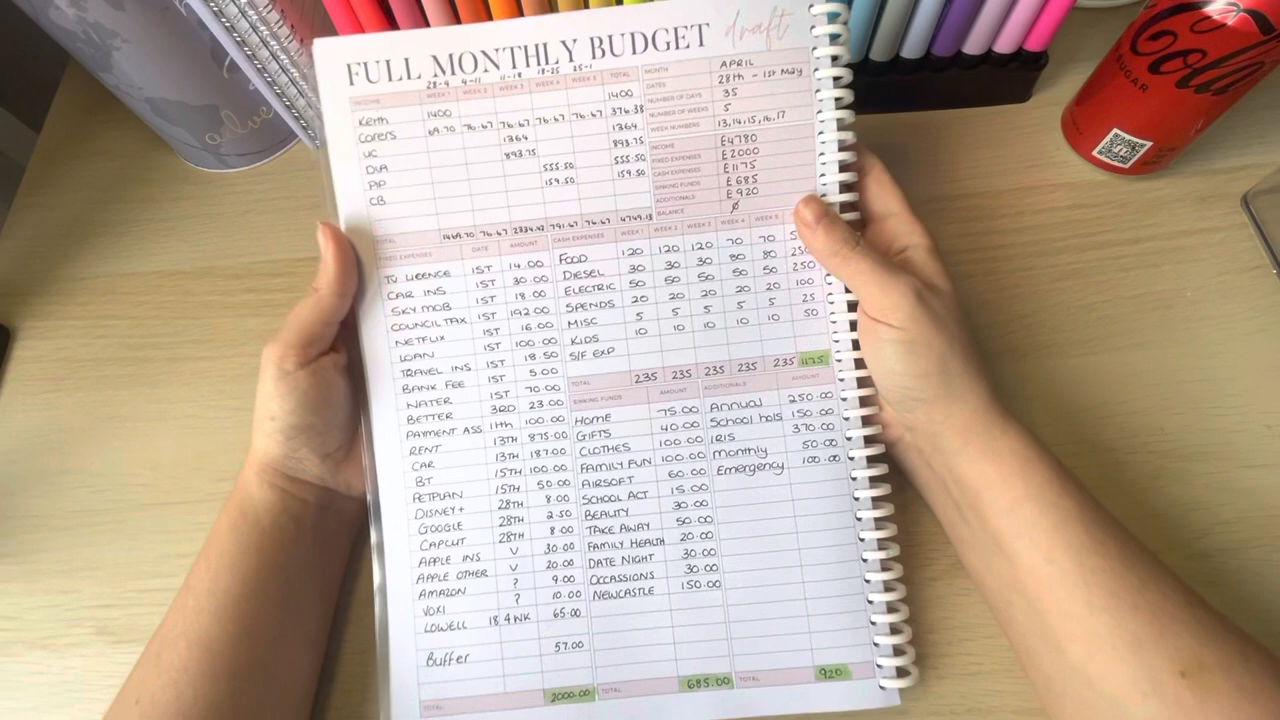 FULL MONTHLY BUDGET draft
28-4 4-11 11-18 18-25 25-1
INCOME WEEK 1 WEEK 2 WEEK 3 WEEK 4 WEEK 5 TOTAL
Keith 1400 1400
Carers 69.70 76.67 76.67 76.67 76.67 376.38
UC 1364 1364
DLA 893.75 893.75
PIP 555.50 555.50
CB 159.50 159.50
TOTAL 1469.70 76.67 2334.42 791.67 76.67 4749.13
MONTH APRIL
DATES 28th - 1st May
NUMBER OF DAYS 35
NUMBER OF WEEKS 5
WEEK NUMBERS 13,14,15,16,17
INCOME £4780
FIXED EXPENSES £2000
CASH EXPENSES £1175
SINKING FUNDS £685
ADDITIONALS £920
BALANCE Ø
FIXED EXPENSES DATE AMOUNT
TV LICENCE 1ST 14.00
CAR INS 1ST 30.00
SKY MOB 1ST 18.00
COUNCIL TAX 1ST 192.00
NETFLIX 1ST 16.00
LOAN 1ST 100.00
TRAVEL INS 1ST 18.50
BANK FEE 1ST 5.00
WATER 1ST 70.00
BETTER 3RD 23.00
PAYMENT ASS 11th 100.00
RENT 13TH 875.00
CAR 13TH 187.00
BT 15TH 100.00
PETPLAN 15TH 50.00
DISNEY+ 28TH 8.00
GOOGLE 28TH 2.50
CAPCUT 28TH 8.00
APPLE INS V 30.00
APPLE OTHER V 20.00
AMAZON ? 9.00
VOXI ? 10.00
LOWELL 18 4WK 65.00
Buffer 57.00
TOTAL 2000.00
CASH EXPENSES WEEK 1 WEEK 2 WEEK 3 WEEK 4 WEEK 5
FOOD 120 120 120 70 70
DIESEL 30 30 30 80 80 250
ELECTRIC 50 50 50 50 50 250
SPENDS 20 20 20 20 20 100
MISC 5 5 5 5 5 25
KIDS 10 10 10 10 10 50
S/F EXP
TOTAL 235 235 235 235 235 1175
SINKING FUNDS AMOUNT
HOME 75.00
GIFTS 40.00
CLOTHES 100.00
FAMILY FUN 100.00
AIRSOFT 60.00
SCHOOL ACT 15.00
BEAUTY 30.00
TAKE AWAY 50.00
FAMILY HEALTH 20.00
DATE NIGHT 30.00
OCCASSIONS 30.00
NEWCASTLE 150.00
TOTAL 685.00
ADDITIONALS AMOUNT
Annual 250.00
School hols 150.00
IRIS 370.00
Monthly 50.00
Emergency 100.00
TOTAL 920
Cola
SUGAR